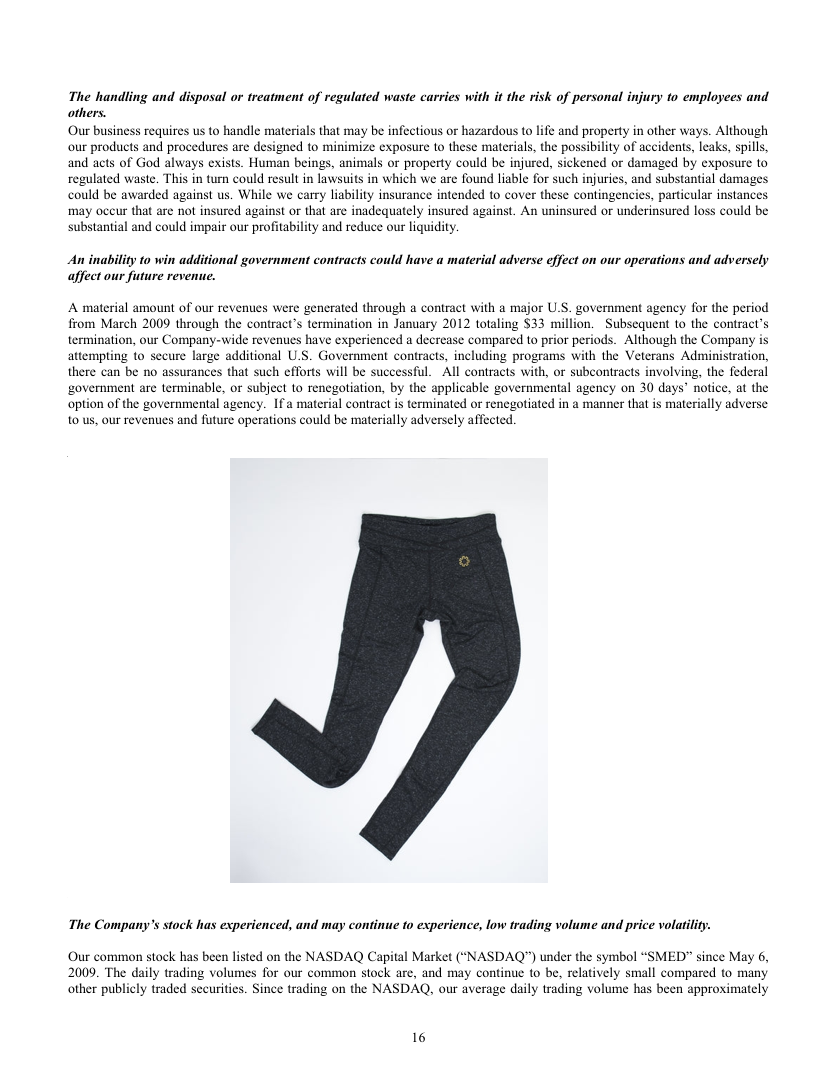 The handling and disposal or treatment of regulated waste carries with it the risk of personal injury to employees and
others.
Our business requires us to handle materials that may be infectious or hazardous to life and property in other ways. Although
our products and procedures are designed to minimize exposure to these materials, the possibility of accidents, leaks, spills,
and acts of God always exists. Human beings, animals or property could be injured, sickened or damaged by exposure to
regulated waste. This in turn could result in lawsuits in which we are found liable for such injuries, and substantial damages
could be awarded against us. While we carry liability insurance intended to cover these contingencies, particular instances
may occur that are not insured against or that are inadequately insured against. An uninsured or underinsured loss could be
substantial and could impair our profitability and reduce our liquidity.
An inability to win additional government contracts could have a material adverse effect on our operations and adversely
affect our future revenue.
A material amount of our revenues were generated through a contract with a major U.S. government agency for the period
from March 2009 through the contract's termination in January 2012 totaling $33 million. Subsequent to the contract's
termination, our Company-wide revenues have experienced a decrease compared to prior periods. Although the Company is
attempting to secure large additional U.S. Government contracts, including programs with the Veterans Administration,
there can be no assurances that such efforts will be successful. All contracts with, or subcontracts involving, the federal
government are terminable, or subject to renegotiation, by the applicable governmental agency on 30 days' notice, at the
option of the governmental agency. If a material contract is terminated or renegotiated in a manner that is materially adverse
to us, our revenues and future operations could be materially adversely affected.
The Company's stock has experienced, and may continue to experience, low trading volume and price volatility.
Our common stock has been listed on the NASDAQ Capital Market ("NASDAQ") under the symbol "SMED" since May 6,
2009. The daily trading volumes for our common stock are, and may continue to be, relatively small compared to many
other publicly traded securities. Since trading on the NASDAQ, our average daily trading volume has been approximately
16